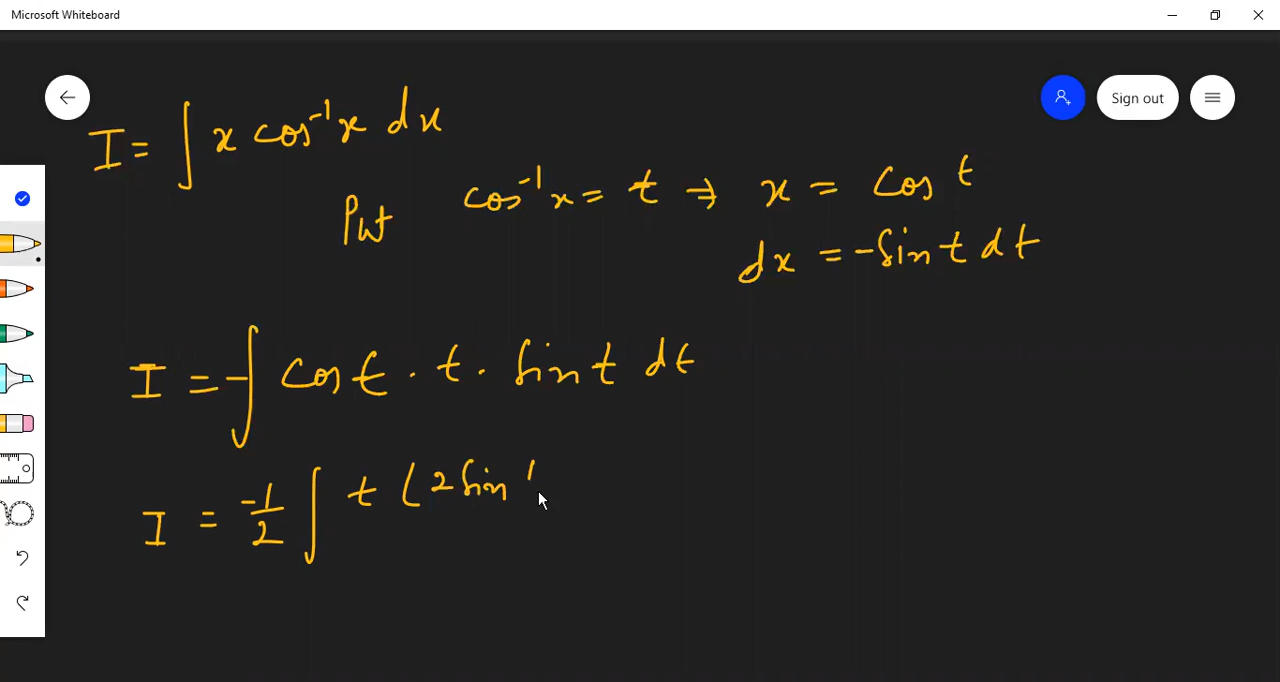 Microsoft Whiteboard
Sign out
I = ∫ x cos⁻¹x dx
Put cos⁻¹x = t ⇒ x = cos t
dx = -sin t dt
I = -∫ cos t . t . sin t dt
I = -1/2 ∫ t (2 sin